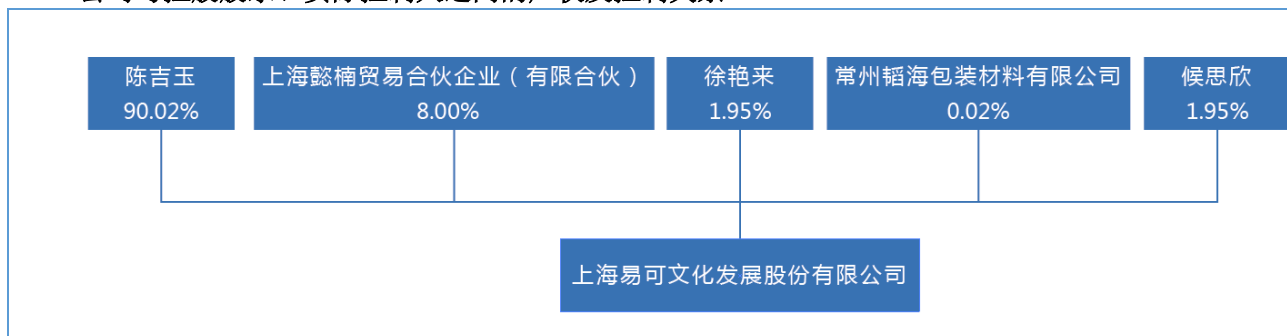 陈吉玉
90.02%
上海懿楠贸易合伙企业（有限合伙）
8.00%
徐艳来
1.95%
常州韬海包装材料有限公司
0.02%
候思欣
1.95%
上海易可文化发展股份有限公司